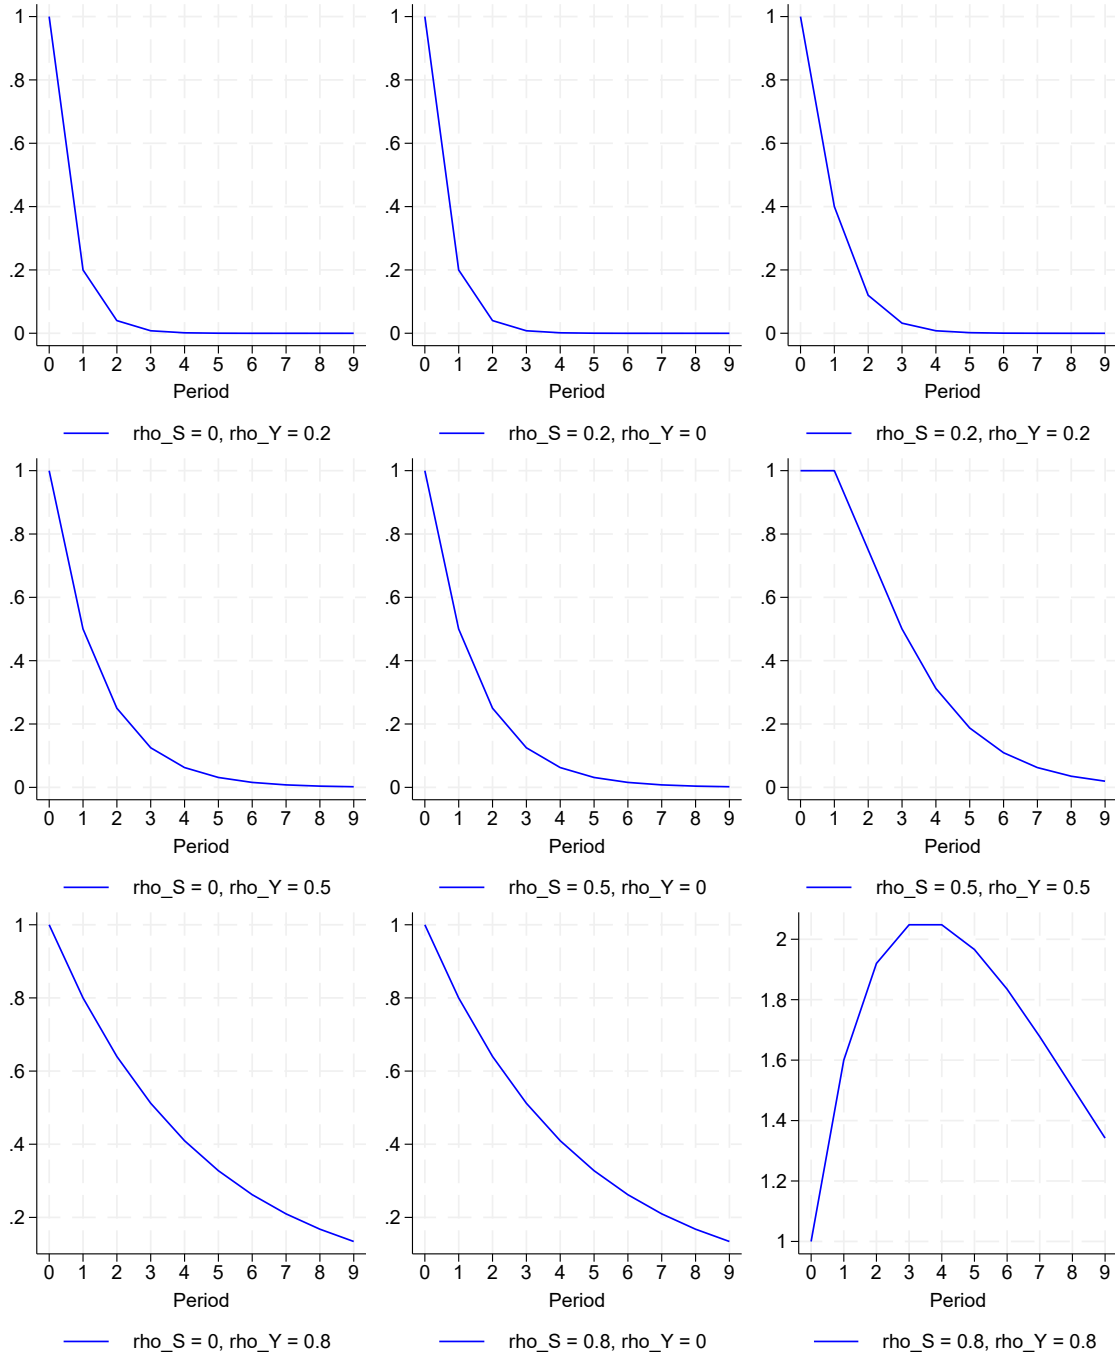 1
.8
.6
.4
.2
0
0 1 2 3 4 5 6 7 8 9
Period
rho_S = 0, rho_Y = 0.2
1
.8
.6
.4
.2
0
0 1 2 3 4 5 6 7 8 9
Period
rho_S = 0.2, rho_Y = 0
1
.8
.6
.4
.2
0
0 1 2 3 4 5 6 7 8 9
Period
rho_S = 0.2, rho_Y = 0.2
1
.8
.6
.4
.2
0
0 1 2 3 4 5 6 7 8 9
Period
rho_S = 0, rho_Y = 0.5
1
.8
.6
.4
.2
0
0 1 2 3 4 5 6 7 8 9
Period
rho_S = 0.5, rho_Y = 0
1
.8
.6
.4
.2
0
0 1 2 3 4 5 6 7 8 9
Period
rho_S = 0.5, rho_Y = 0.5
1
.8
.6
.4
.2
0 1 2 3 4 5 6 7 8 9
Period
rho_S = 0, rho_Y = 0.8
1
.8
.6
.4
.2
0 1 2 3 4 5 6 7 8 9
Period
rho_S = 0.8, rho_Y = 0
2
1.8
1.6
1.4
1.2
1
0 1 2 3 4 5 6 7 8 9
Period
rho_S = 0.8, rho_Y = 0.8